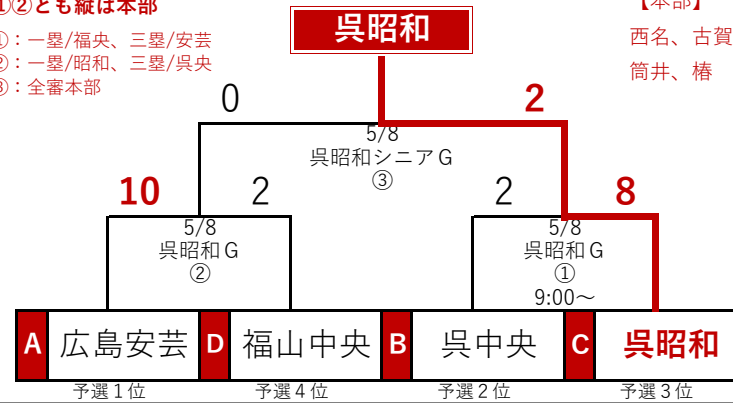 ①②とも縦は本部
①：一塁/福央、三塁/安芸
②：一塁/昭和、三塁/呉央
③：全審本部
呉昭和
【本部】
西名、古賀
筒井、椿
0
2
5/8
呉昭和シニアＧ
③
10
2
2
8
5/8
呉昭和Ｇ
②
5/8
呉昭和Ｇ
①
9:00～
A 広島安芸 D 福山中央 B 呉中央 C 呉昭和
予選１位 予選４位 予選２位 予選３位